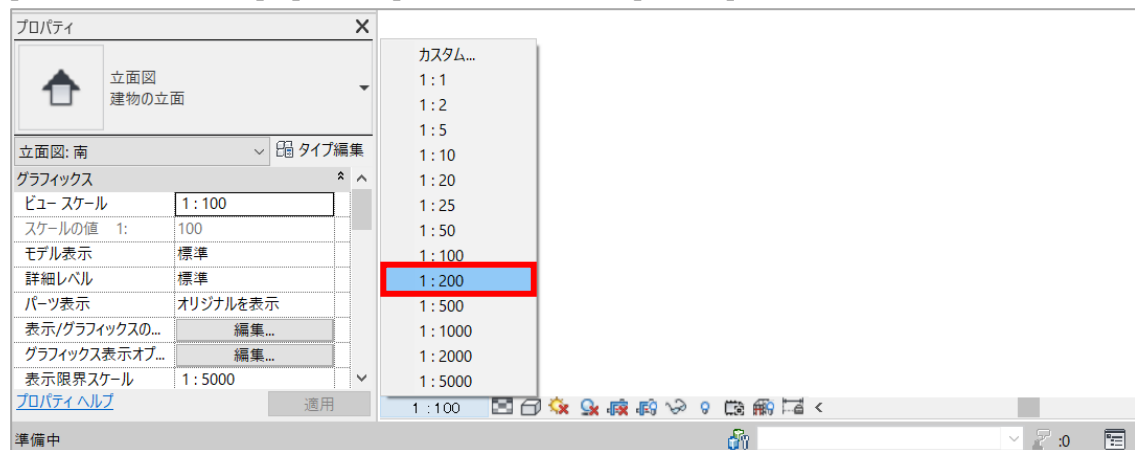 プロパティ
立面図
建物の立面
立面図: 南
タイプ編集
グラフィックス
ビュー スケール 1 : 100
スケールの値 1: 100
モデル表示 標準
詳細レベル 標準
パーツ表示 オリジナルを表示
表示/グラフィックスの... 編集...
グラフィックス表示オプ... 編集...
表示限界スケール 1 : 5000
プロパティ ヘルプ
適用
カスタム...
1 : 1
1 : 2
1 : 5
1 : 10
1 : 20
1 : 25
1 : 50
1 : 100
1 : 200
1 : 500
1 : 1000
1 : 2000
1 : 5000
1 : 100
準備中
:0